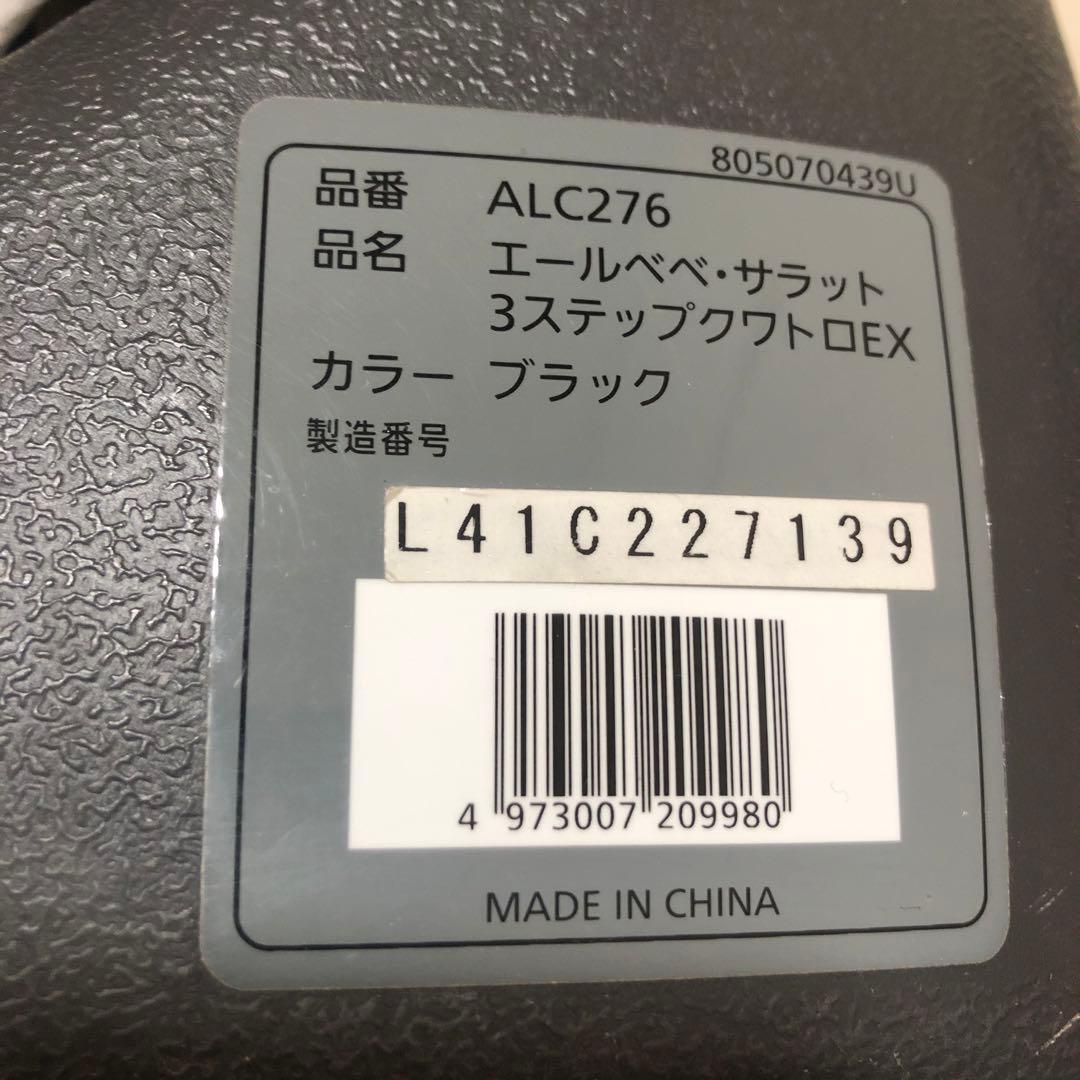 805070439U
品番 ALC276
品名 エールベベ・サラット
3ステップクワトロEX
カラー ブラック
製造番号
L41C227139
4 973007 209980
MADE IN CHINA